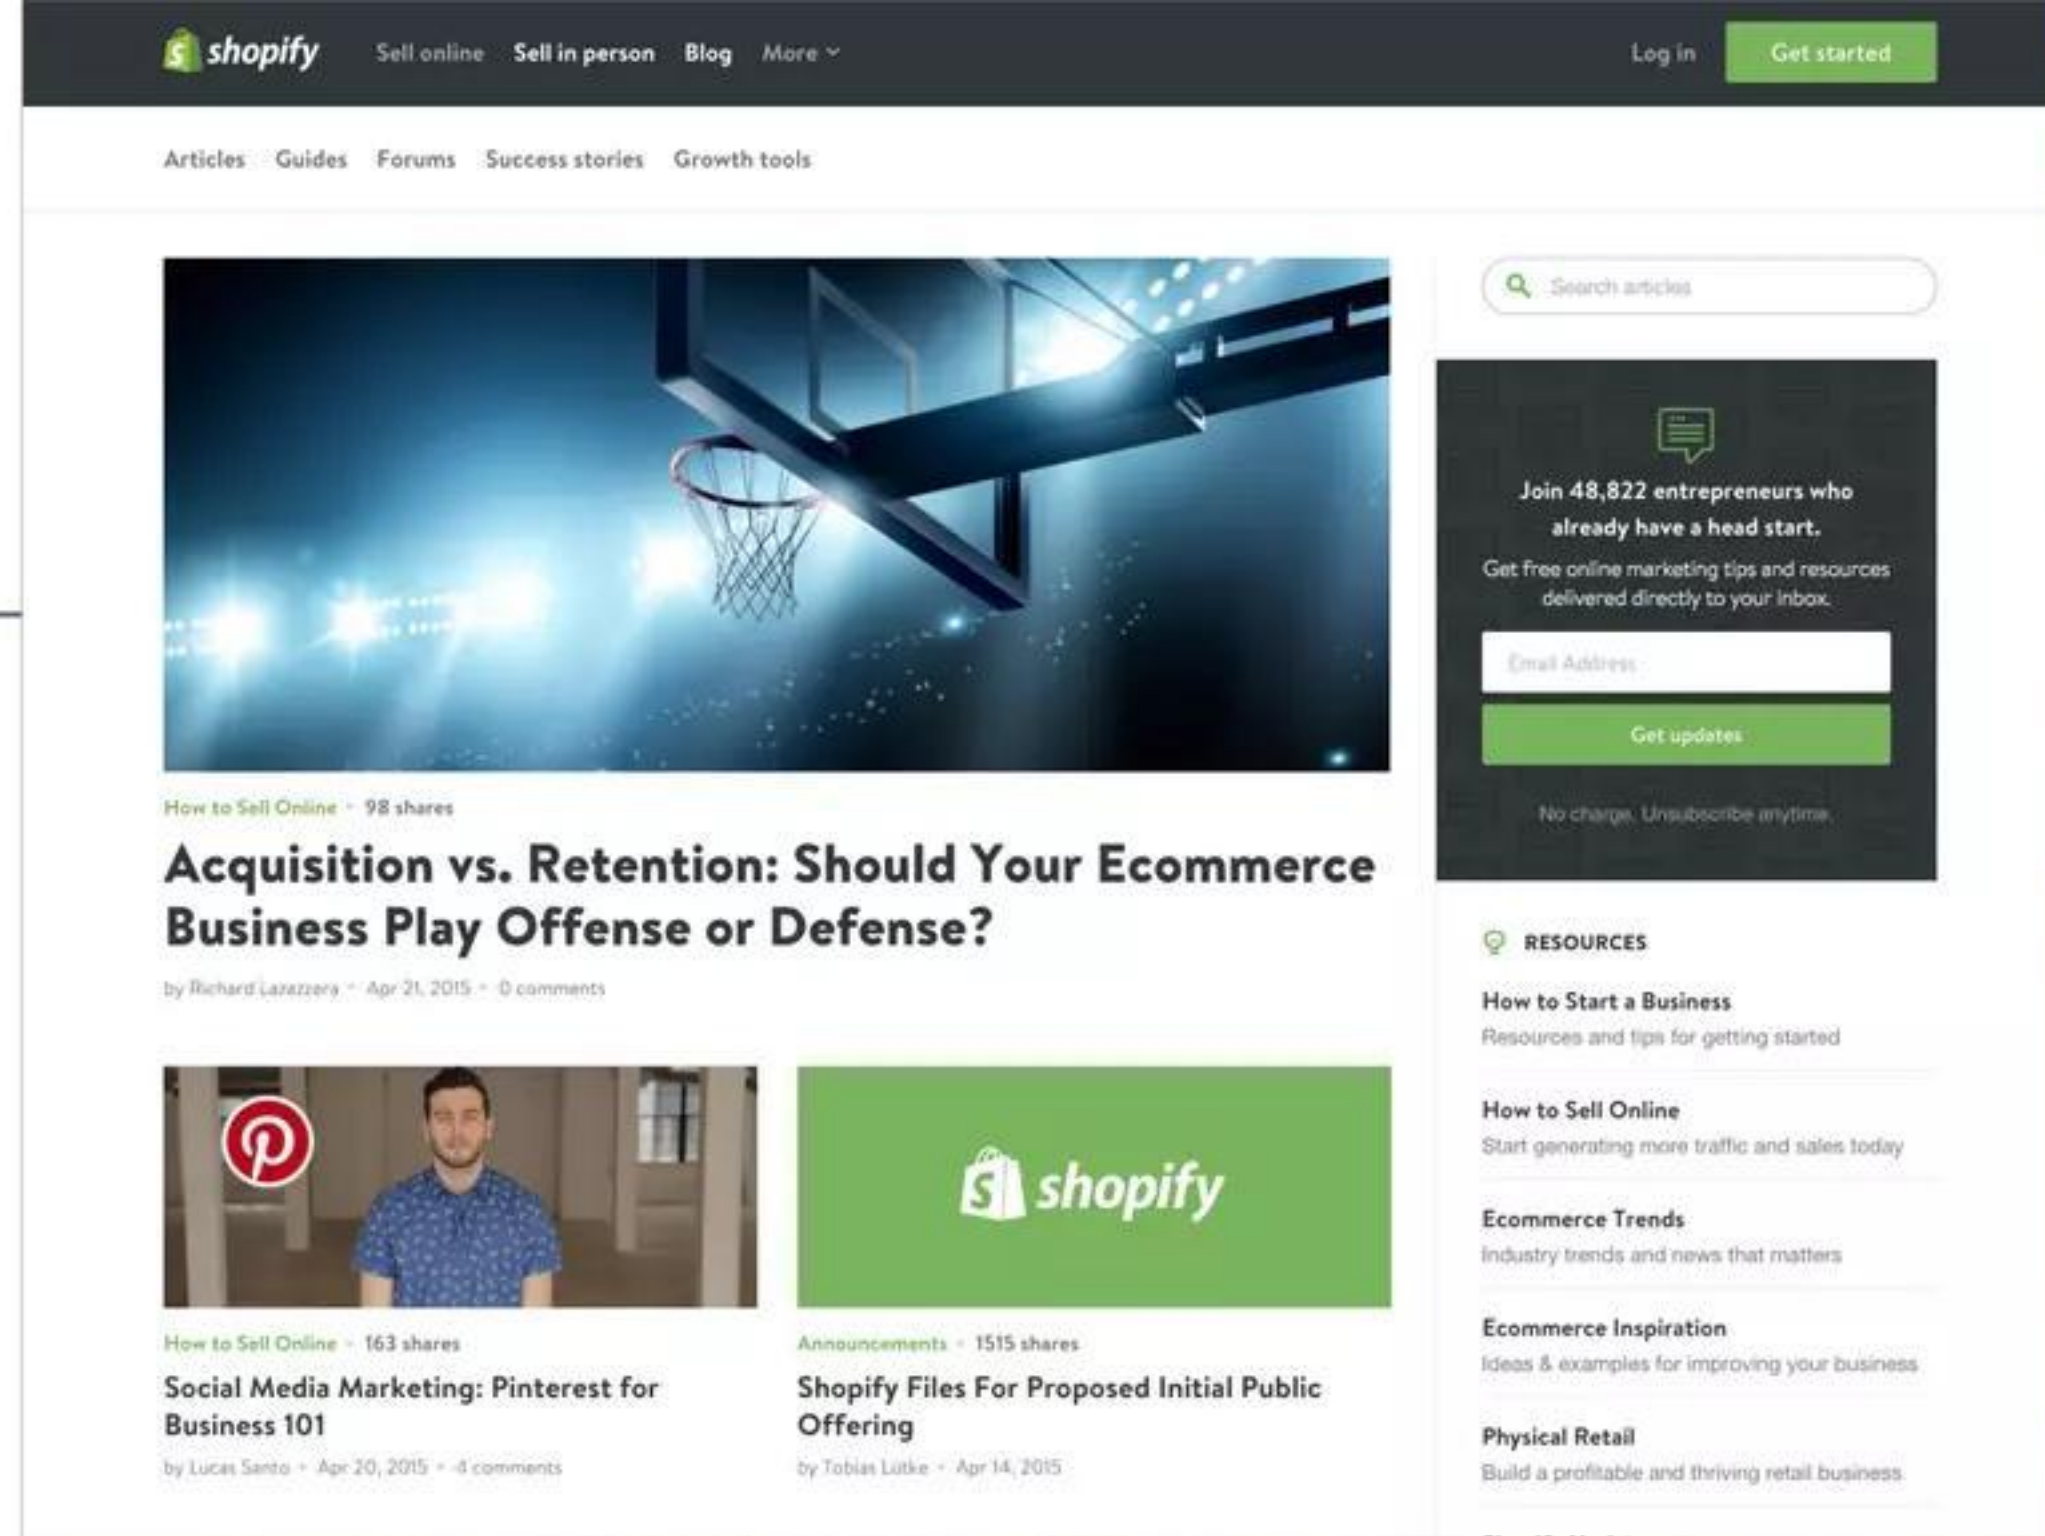 shopify Sell online Sell in person Blog More Log in Get started
Articles Guides Forums Success stories Growth tools
Search articles
Join 48,822 entrepreneurs who
already have a head start.
Get free online marketing tips and resources
delivered directly to your inbox.
Email Address
Get updates
No charge. Unsubscribe anytime.
How to Sell Online • 98 shares
Acquisition vs. Retention: Should Your Ecommerce
Business Play Offense or Defense?
by Richard Lazazzera • Apr 21, 2015 • 0 comments
shopify
How to Sell Online • 163 shares
Social Media Marketing: Pinterest for
Business 101
by Lucas Santo • Apr 20, 2015 • 4 comments
Announcements • 1515 shares
Shopify Files For Proposed Initial Public
Offering
by Tobias Lütke • Apr 14, 2015
RESOURCES
How to Start a Business
Resources and tips for getting started
How to Sell Online
Start generating more traffic and sales today
Ecommerce Trends
Industry trends and news that matters
Ecommerce Inspiration
Ideas & examples for improving your business
Physical Retail
Build a profitable and thriving retail business